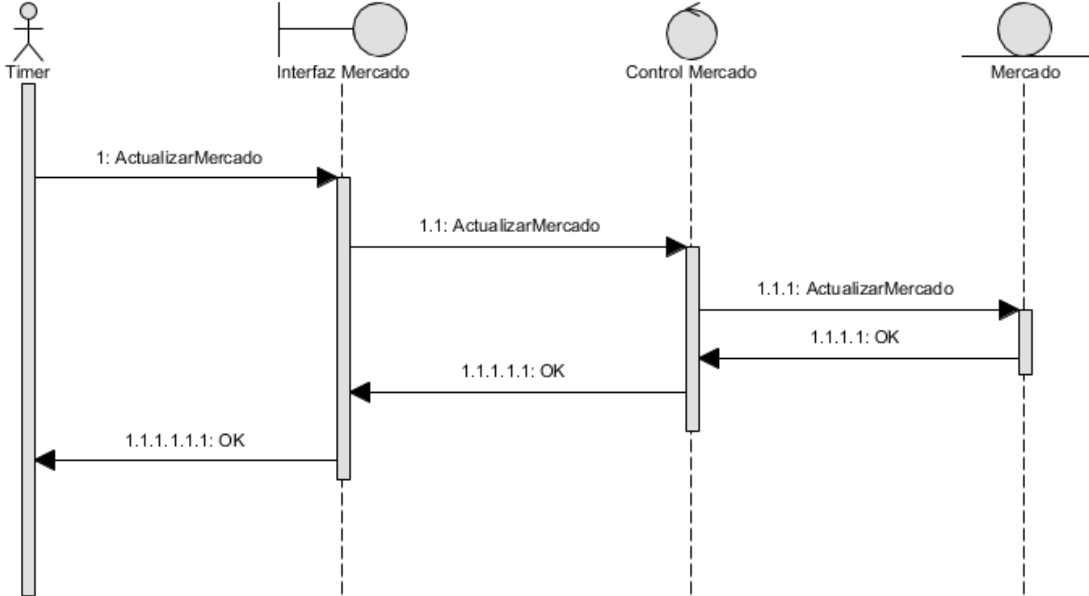 Timer
Interfaz Mercado
Control Mercado
Mercado
1: ActualizarMercado
1.1: ActualizarMercado
1.1.1: ActualizarMercado
1.1.1.1: OK
1.1.1.1.1: OK
1.1.1.1.1.1: OK